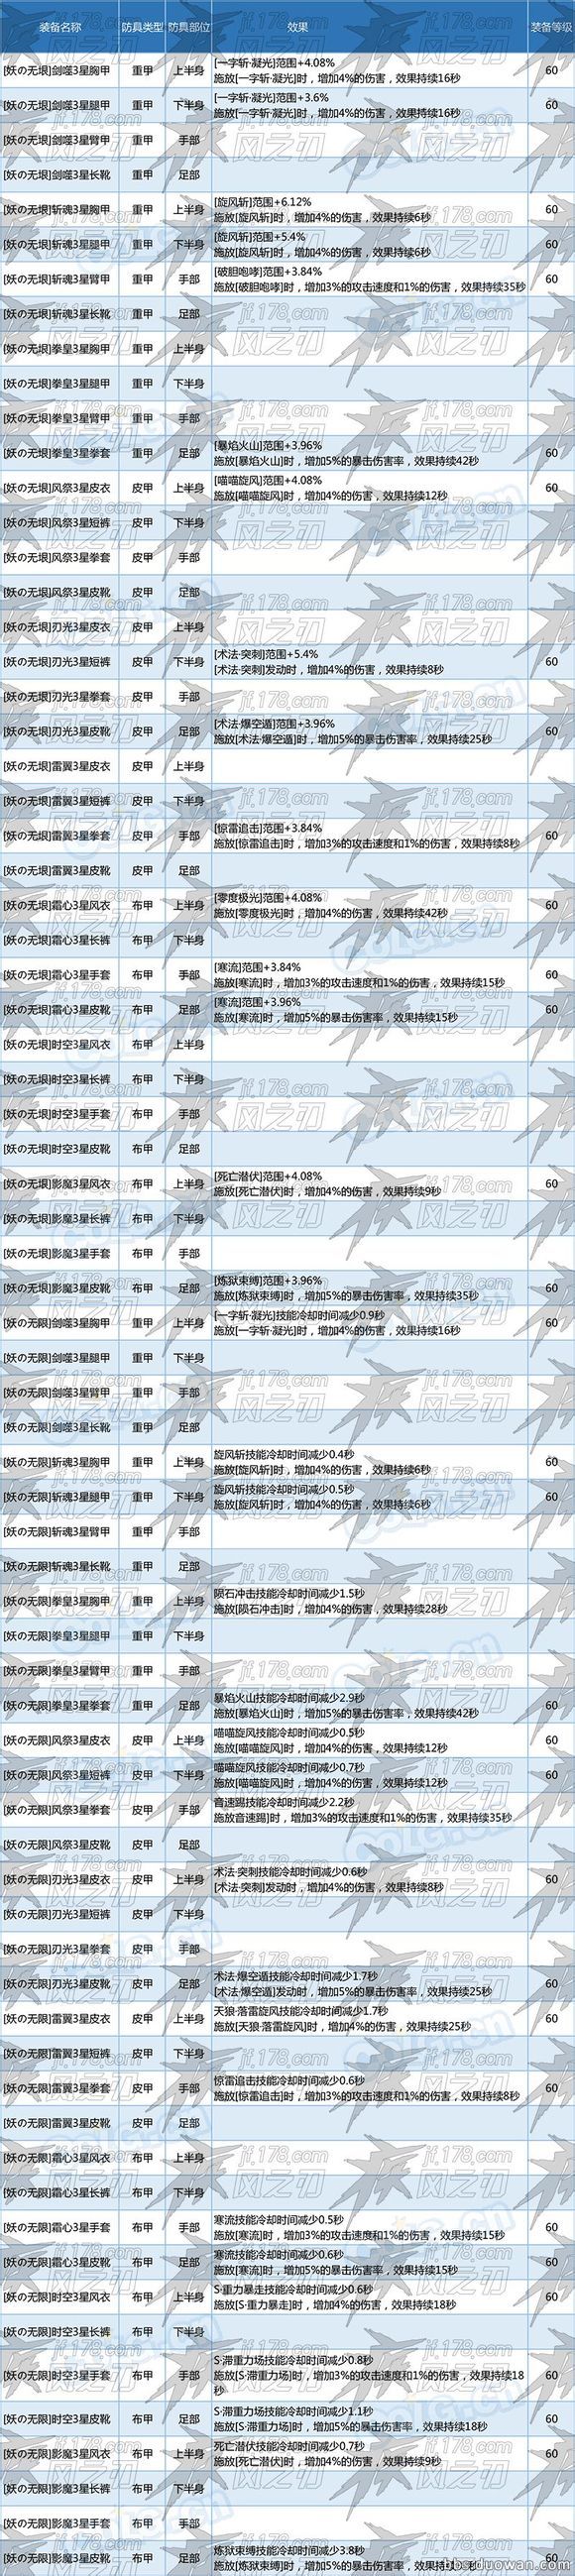 装备名称 防具类型 防具部位 效果 装备等级
[妖の无垠]剑噬3星胸甲 重甲 上半身 [一字斩·凝光]范围+4.08% 60
施放[一字斩·凝光]时，增加4%的伤害，效果持续16秒
[妖の无垠]剑噬3星腿甲 重甲 下半身 [一字斩·凝光]范围+3.6% 60
施放[一字斩·凝光]时，增加4%的伤害，效果持续16秒
[妖の无垠]剑噬3星臂甲 重甲 手部
[妖の无垠]剑噬3星长靴 重甲 足部
[妖の无垠]斩魂3星胸甲 重甲 上半身 [旋风斩]范围+6.12% 60
施放[旋风斩]时，增加4%的伤害，效果持续6秒
[妖の无垠]斩魂3星腿甲 重甲 下半身 [旋风斩]范围+5.4% 60
施放[旋风斩]时，增加4%的伤害，效果持续6秒
[妖の无垠]斩魂3星臂甲 重甲 手部 [破胆咆哮]范围+3.84% 60
施放[破胆咆哮]时，增加3%的攻击速度和1%的伤害，效果持续35秒
[妖の无垠]斩魂3星长靴 重甲 足部
[妖の无垠]拳皇3星胸甲 重甲 上半身
[妖の无垠]拳皇3星腿甲 重甲 下半身
[妖の无垠]拳皇3星臂甲 重甲 手部
[妖の无垠]拳皇3星拳套 重甲 足部 [暴焰火山]范围+3.96% 60
施放[暴焰火山]时，增加5%的暴击伤害率，效果持续42秒
[妖の无垠]风祭3星皮衣 皮甲 上半身 [喵喵旋风]范围+4.08% 60
施放[喵喵旋风]时，增加4%的伤害，效果持续12秒
[妖の无垠]风祭3星短裤 皮甲 下半身
[妖の无垠]风祭3星拳套 皮甲 手部
[妖の无垠]风祭3星皮靴 皮甲 足部
[妖の无垠]刃光3星皮衣 皮甲 上半身
[妖の无垠]刃光3星短裤 皮甲 下半身 [术法·突刺]范围+5.4% 60
[术法·突刺]发动时，增加4%的伤害，效果持续8秒
[妖の无垠]刃光3星拳套 皮甲 手部
[妖の无垠]刃光3星皮靴 皮甲 足部 [术法·爆空遁]范围+3.96% 60
施放[术法·爆空遁]时，增加5%的暴击伤害率，效果持续25秒
[妖の无垠]雷翼3星皮衣 皮甲 上半身
[妖の无垠]雷翼3星短裤 皮甲 下半身
[妖の无垠]雷翼3星拳套 皮甲 手部 [惊雷追击]范围+3.84% 60
施放[惊雷追击]时，增加3%的攻击速度和1%的伤害，效果持续8秒
[妖の无垠]雷翼3星皮靴 皮甲 足部
[妖の无垠]霜心3星风衣 布甲 上半身 [零度极光]范围+4.08% 60
施放[零度极光]时，增加4%的伤害，效果持续42秒
[妖の无垠]霜心3星长裤 布甲 下半身
[妖の无垠]霜心3星手套 布甲 手部 [寒流]范围+3.84% 60
施放[寒流]时，增加3%的攻击速度和1%的伤害，效果持续15秒
[妖の无垠]霜心3星皮靴 布甲 足部 [寒流]范围+3.96% 60
施放[寒流]时，增加5%的暴击伤害率，效果持续15秒
[妖の无垠]时空3星风衣 布甲 上半身
[妖の无垠]时空3星长裤 布甲 下半身
[妖の无垠]时空3星手套 布甲 手部
[妖の无垠]时空3星皮靴 布甲 足部
[妖の无垠]影魔3星风衣 布甲 上半身 [死亡潜伏]范围+4.08% 60
施放[死亡潜伏]时，增加4%的伤害，效果持续9秒
[妖の无垠]影魔3星长裤 布甲 下半身
[妖の无垠]影魔3星手套 布甲 手部
[妖の无垠]影魔3星皮靴 布甲 足部 [炼狱束缚]范围+3.96% 60
施放[炼狱束缚]时，增加5%的暴击伤害率，效果持续35秒
[妖の无限]剑噬3星胸甲 重甲 上半身 [一字斩·凝光]技能冷却时间减少0.9秒 60
施放[一字斩·凝光]时，增加4%的伤害，效果持续16秒
[妖の无限]剑噬3星腿甲 重甲 下半身
[妖の无限]剑噬3星臂甲 重甲 手部
[妖の无限]剑噬3星长靴 重甲 足部
[妖の无限]斩魂3星胸甲 重甲 上半身 旋风斩技能冷却时间减少0.4秒 60
施放[旋风斩]时，增加4%的伤害，效果持续6秒
[妖の无限]斩魂3星腿甲 重甲 下半身 旋风斩技能冷却时间减少0.5秒 60
施放[旋风斩]时，增加4%的伤害，效果持续6秒
[妖の无限]斩魂3星臂甲 重甲 手部
[妖の无限]斩魂3星长靴 重甲 足部
[妖の无限]拳皇3星胸甲 重甲 上半身 陨石冲击技能冷却时间减少1.5秒 60
施放[陨石冲击]时，增加4%的伤害，效果持续28秒
[妖の无限]拳皇3星腿甲 重甲 下半身
[妖の无限]拳皇3星臂甲 重甲 手部
[妖の无限]拳皇3星拳套 重甲 足部 暴焰火山技能冷却时间减少2.9秒 60
施放[暴焰火山]时，增加5%的暴击伤害率，效果持续42秒
[妖の无限]风祭3星皮衣 皮甲 上半身 喵喵旋风技能冷却时间减少0.5秒 60
施放[喵喵旋风]时，增加4%的伤害，效果持续12秒
[妖の无限]风祭3星短裤 皮甲 下半身 喵喵旋风技能冷却时间减少0.7秒 60
施放[喵喵旋风]时，增加4%的伤害，效果持续12秒
[妖の无限]风祭3星拳套 皮甲 手部 音速踢技能冷却时间减少2.2秒 60
施放音速踢]时，增加3%的攻击速度和1%的伤害，效果持续35秒
[妖の无限]风祭3星皮靴 皮甲 足部
[妖の无限]刃光3星皮衣 皮甲 上半身 术法·突刺技能冷却时间减少0.6秒 60
[术法·突刺]发动时，增加4%的伤害，效果持续8秒
[妖の无限]刃光3星短裤 皮甲 下半身
[妖の无限]刃光3星拳套 皮甲 手部
[妖の无限]刃光3星皮靴 皮甲 足部 术法·爆空遁技能冷却时间减少1.7秒 60
[术法·爆空遁]发动时，增加5%的暴击伤害率，效果持续25秒
[妖の无限]雷翼3星皮衣 皮甲 上半身 天狼·落雷旋风技能冷却时间减少1.7秒 60
施放[天狼·落雷旋风]时，增加4%的伤害，效果持续25秒
[妖の无限]雷翼3星短裤 皮甲 下半身
[妖の无限]雷翼3星拳套 皮甲 手部 惊雷追击技能冷却时间减少0.6秒 60
施放[惊雷追击]时，增加3%的攻击速度和1%的伤害，效果持续8秒
[妖の无限]雷翼3星皮靴 皮甲 足部
[妖の无限]霜心3星风衣 布甲 上半身
[妖の无限]霜心3星长裤 布甲 下半身
[妖の无限]霜心3星手套 布甲 手部 寒流技能冷却时间减少0.5秒 60
施放[寒流]时，增加3%的攻击速度和1%的伤害，效果持续15秒
[妖の无限]霜心3星皮靴 布甲 足部 寒流技能冷却时间减少0.6秒 60
施放[寒流]时，增加5%的暴击伤害率，效果持续15秒
[妖の无限]时空3星风衣 布甲 上半身 S·重力暴走技能冷却时间减少0.6秒 60
施放[S·重力暴走]时，增加4%的伤害，效果持续18秒
[妖の无限]时空3星长裤 布甲 下半身
[妖の无限]时空3星手套 布甲 手部 S·滞重力场技能冷却时间减少0.8秒 60
施放[S·滞重力场]时，增加3%的攻击速度和1%的伤害，效果持续18
秒
[妖の无限]时空3星皮靴 布甲 足部 S·滞重力场技能冷却时间减少1.1秒 60
施放[S·滞重力场]时，增加5%的暴击伤害率，效果持续18秒
[妖の无限]影魔3星风衣 布甲 上半身 死亡潜伏技能冷却时间减少0.7秒 60
施放[死亡潜伏]时，增加4%的伤害，效果持续9秒
[妖の无限]影魔3星长裤 布甲 下半身
[妖の无限]影魔3星手套 布甲 手部
[妖の无限]影魔3星皮靴 布甲 足部 炼狱束缚技能冷却时间减少3.8秒 60
施放[炼狱束缚]时，增加5%的暴击伤害率，效果持续
bbs.duowan.com